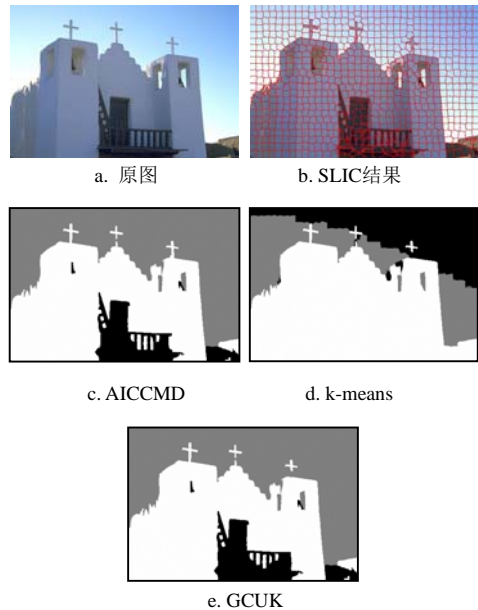 a. 原图
b. SLIC结果
c. AICCMD
d. k-means
e. GCUK